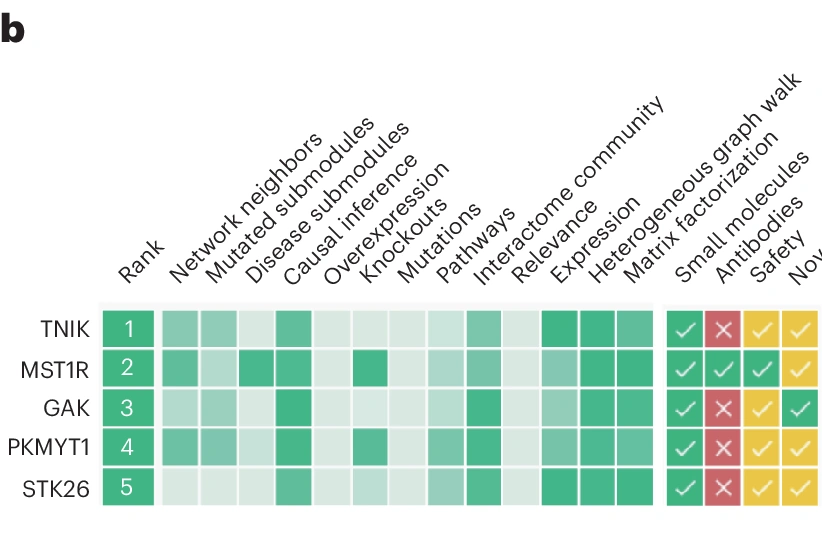 b
Rank
Network neighbors
Mutated submodules
Disease submodules
Causal inference
Overexpression
Knockouts
Mutations
Pathways
Interactome community
Relevance
Expression
Heterogeneous graph walk
Matrix factorization
Small molecules
Antibodies
Safety
Nov
TNIK 1
MST1R 2
GAK 3
PKMYT1 4
STK26 5